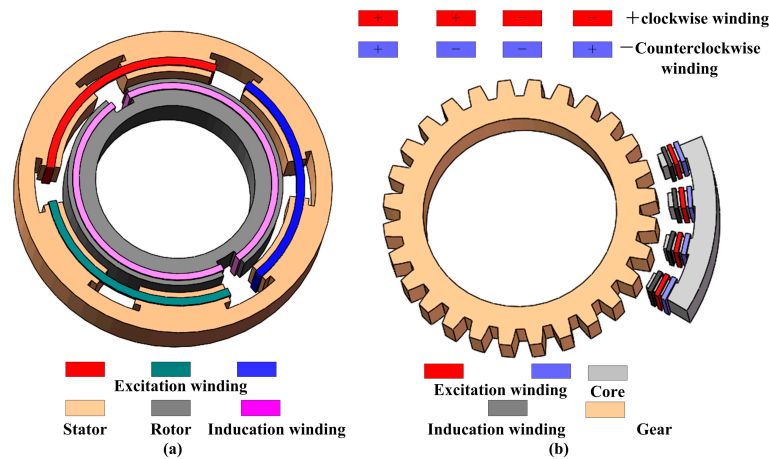 + + − − +clockwise winding
+ − − + −Counterclockwise
winding
Excitation winding
Stator Rotor Inducation winding
(a)
Excitation winding Core
Inducation winding Gear
(b)